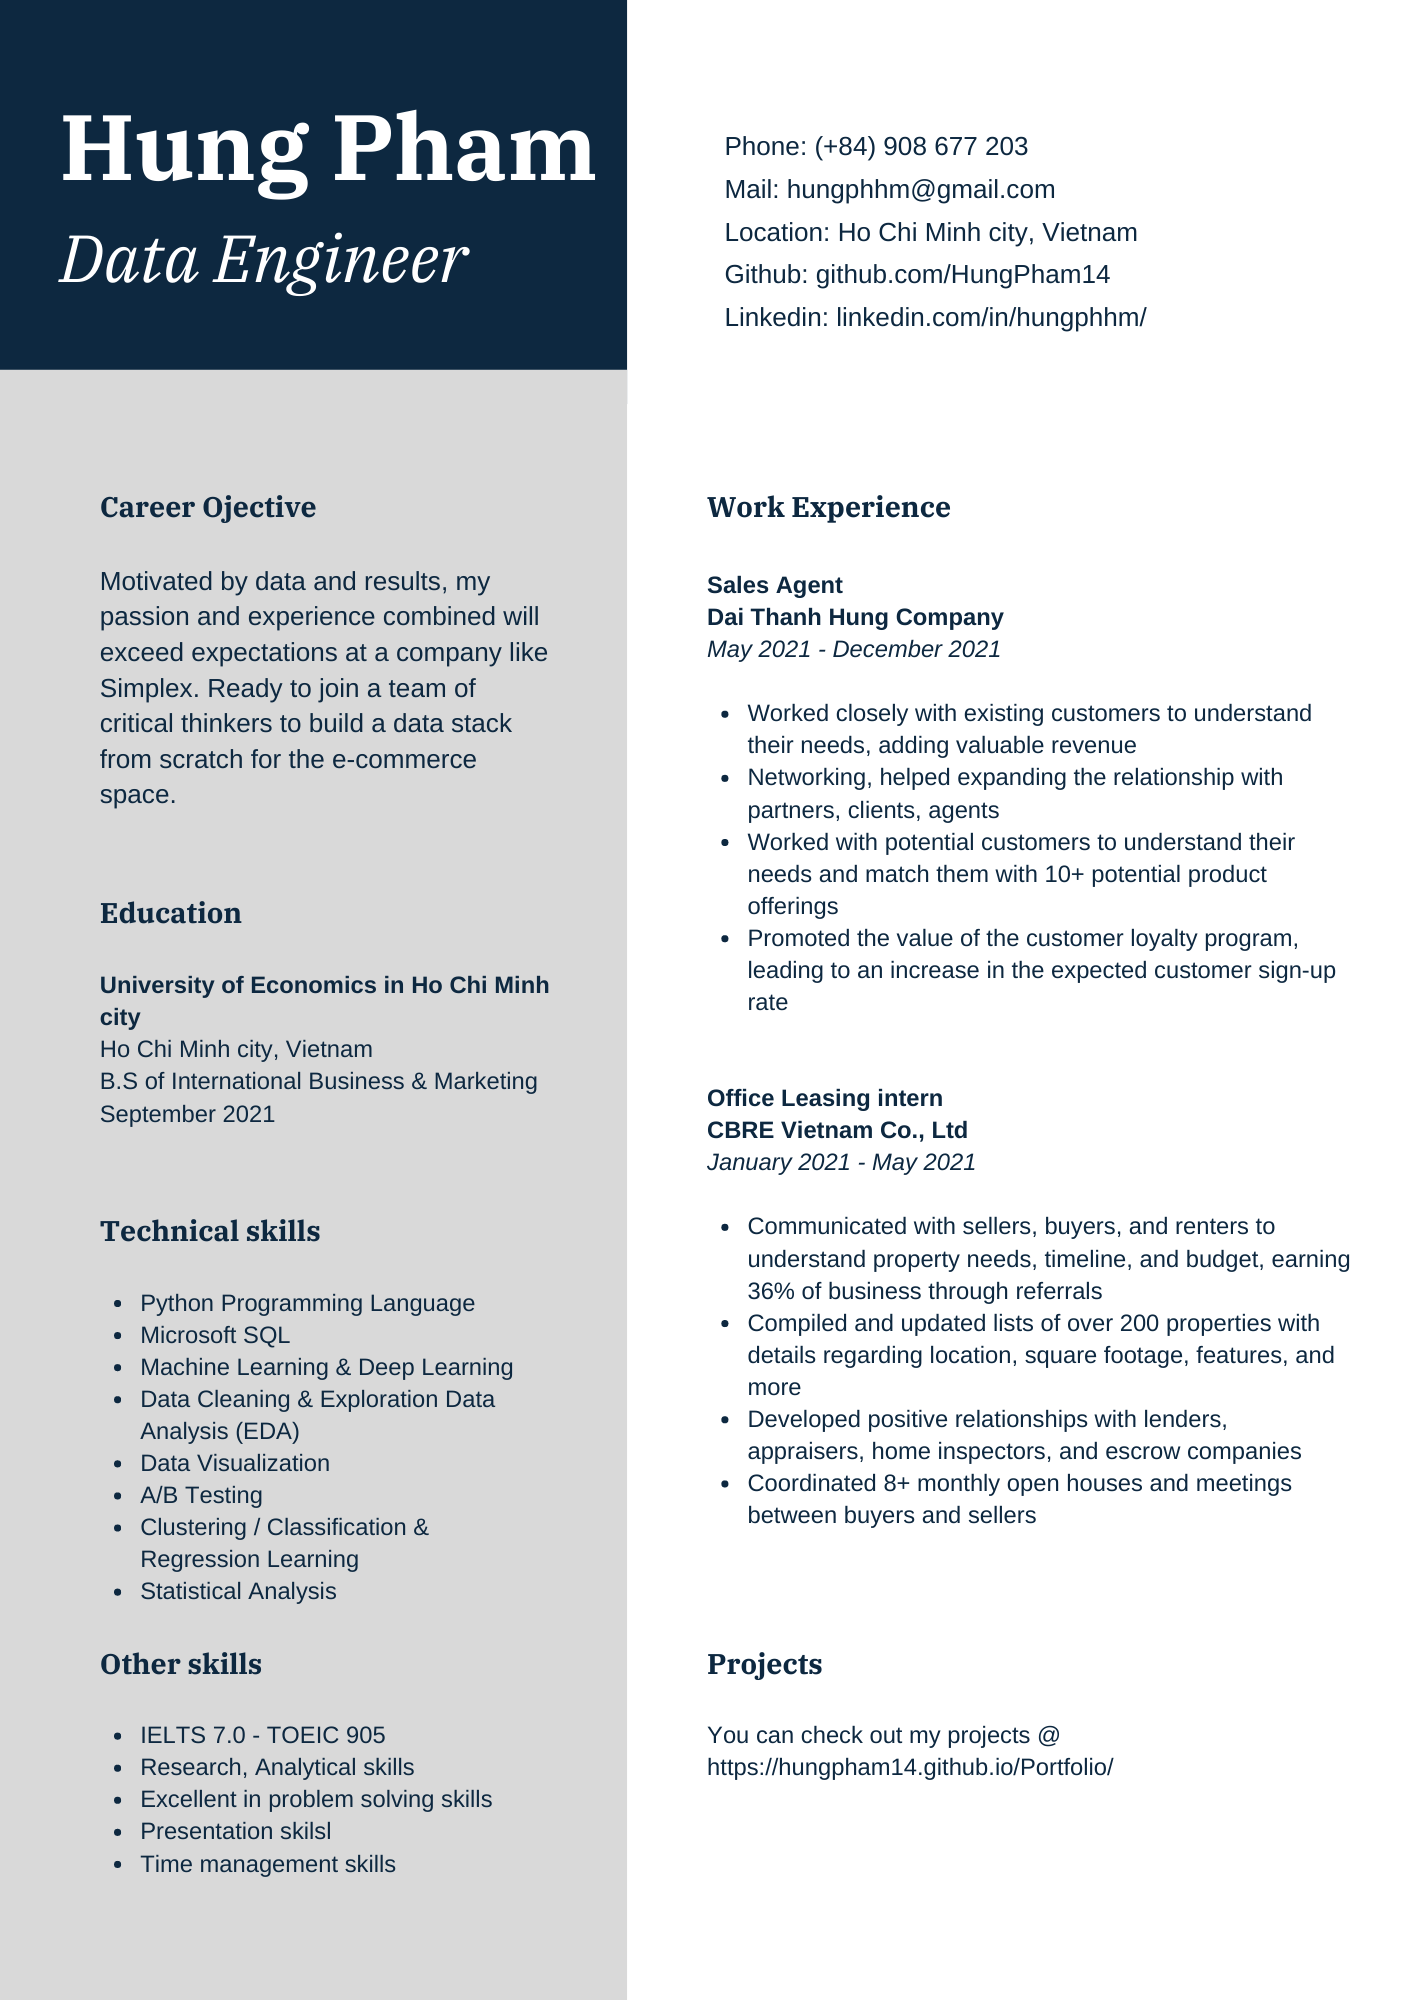 Hung Pham
Data Engineer
Phone: (+84) 908 677 203
Mail: hungphhm@gmail.com
Location: Ho Chi Minh city, Vietnam
Github: github.com/HungPham14
Linkedin: linkedin.com/in/hungphhm/
Career Ojective
Motivated by data and results, my
passion and experience combined will
exceed expectations at a company like
Simplex. Ready to join a team of
critical thinkers to build a data stack
from scratch for the e-commerce
space.
Education
University of Economics in Ho Chi Minh
city
Ho Chi Minh city, Vietnam
B.S of International Business & Marketing
September 2021
Technical skills
• Python Programming Language
• Microsoft SQL
• Machine Learning & Deep Learning
• Data Cleaning & Exploration Data
Analysis (EDA)
• Data Visualization
• A/B Testing
• Clustering / Classification &
Regression Learning
• Statistical Analysis
Other skills
• IELTS 7.0 - TOEIC 905
• Research, Analytical skills
• Excellent in problem solving skills
• Presentation skilsl
• Time management skills
Work Experience
Sales Agent
Dai Thanh Hung Company
May 2021 - December 2021
• Worked closely with existing customers to understand
their needs, adding valuable revenue
• Networking, helped expanding the relationship with
partners, clients, agents
• Worked with potential customers to understand their
needs and match them with 10+ potential product
offerings
• Promoted the value of the customer loyalty program,
leading to an increase in the expected customer sign-up
rate
Office Leasing intern
CBRE Vietnam Co., Ltd
January 2021 - May 2021
• Communicated with sellers, buyers, and renters to
understand property needs, timeline, and budget, earning
36% of business through referrals
• Compiled and updated lists of over 200 properties with
details regarding location, square footage, features, and
more
• Developed positive relationships with lenders,
appraisers, home inspectors, and escrow companies
• Coordinated 8+ monthly open houses and meetings
between buyers and sellers
Projects
You can check out my projects @
https://hungpham14.github.io/Portfolio/